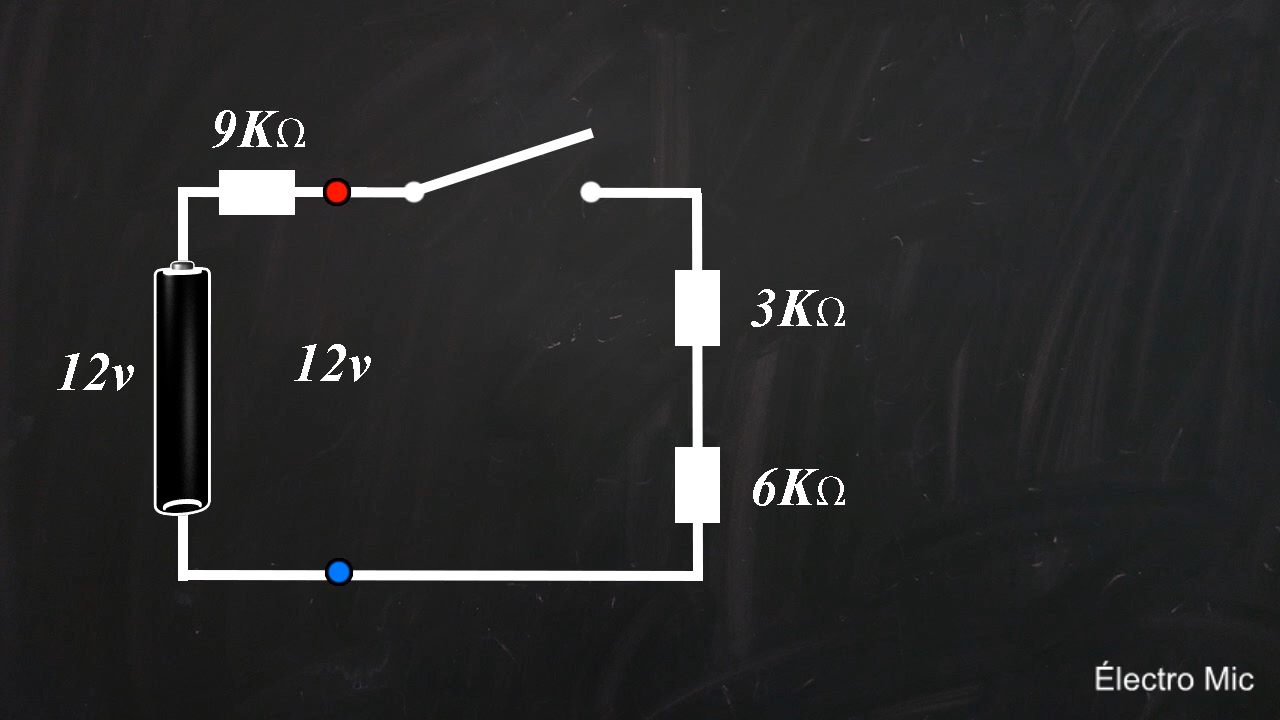 9KΩ
12v
12v
3KΩ
6KΩ
Électro Mic